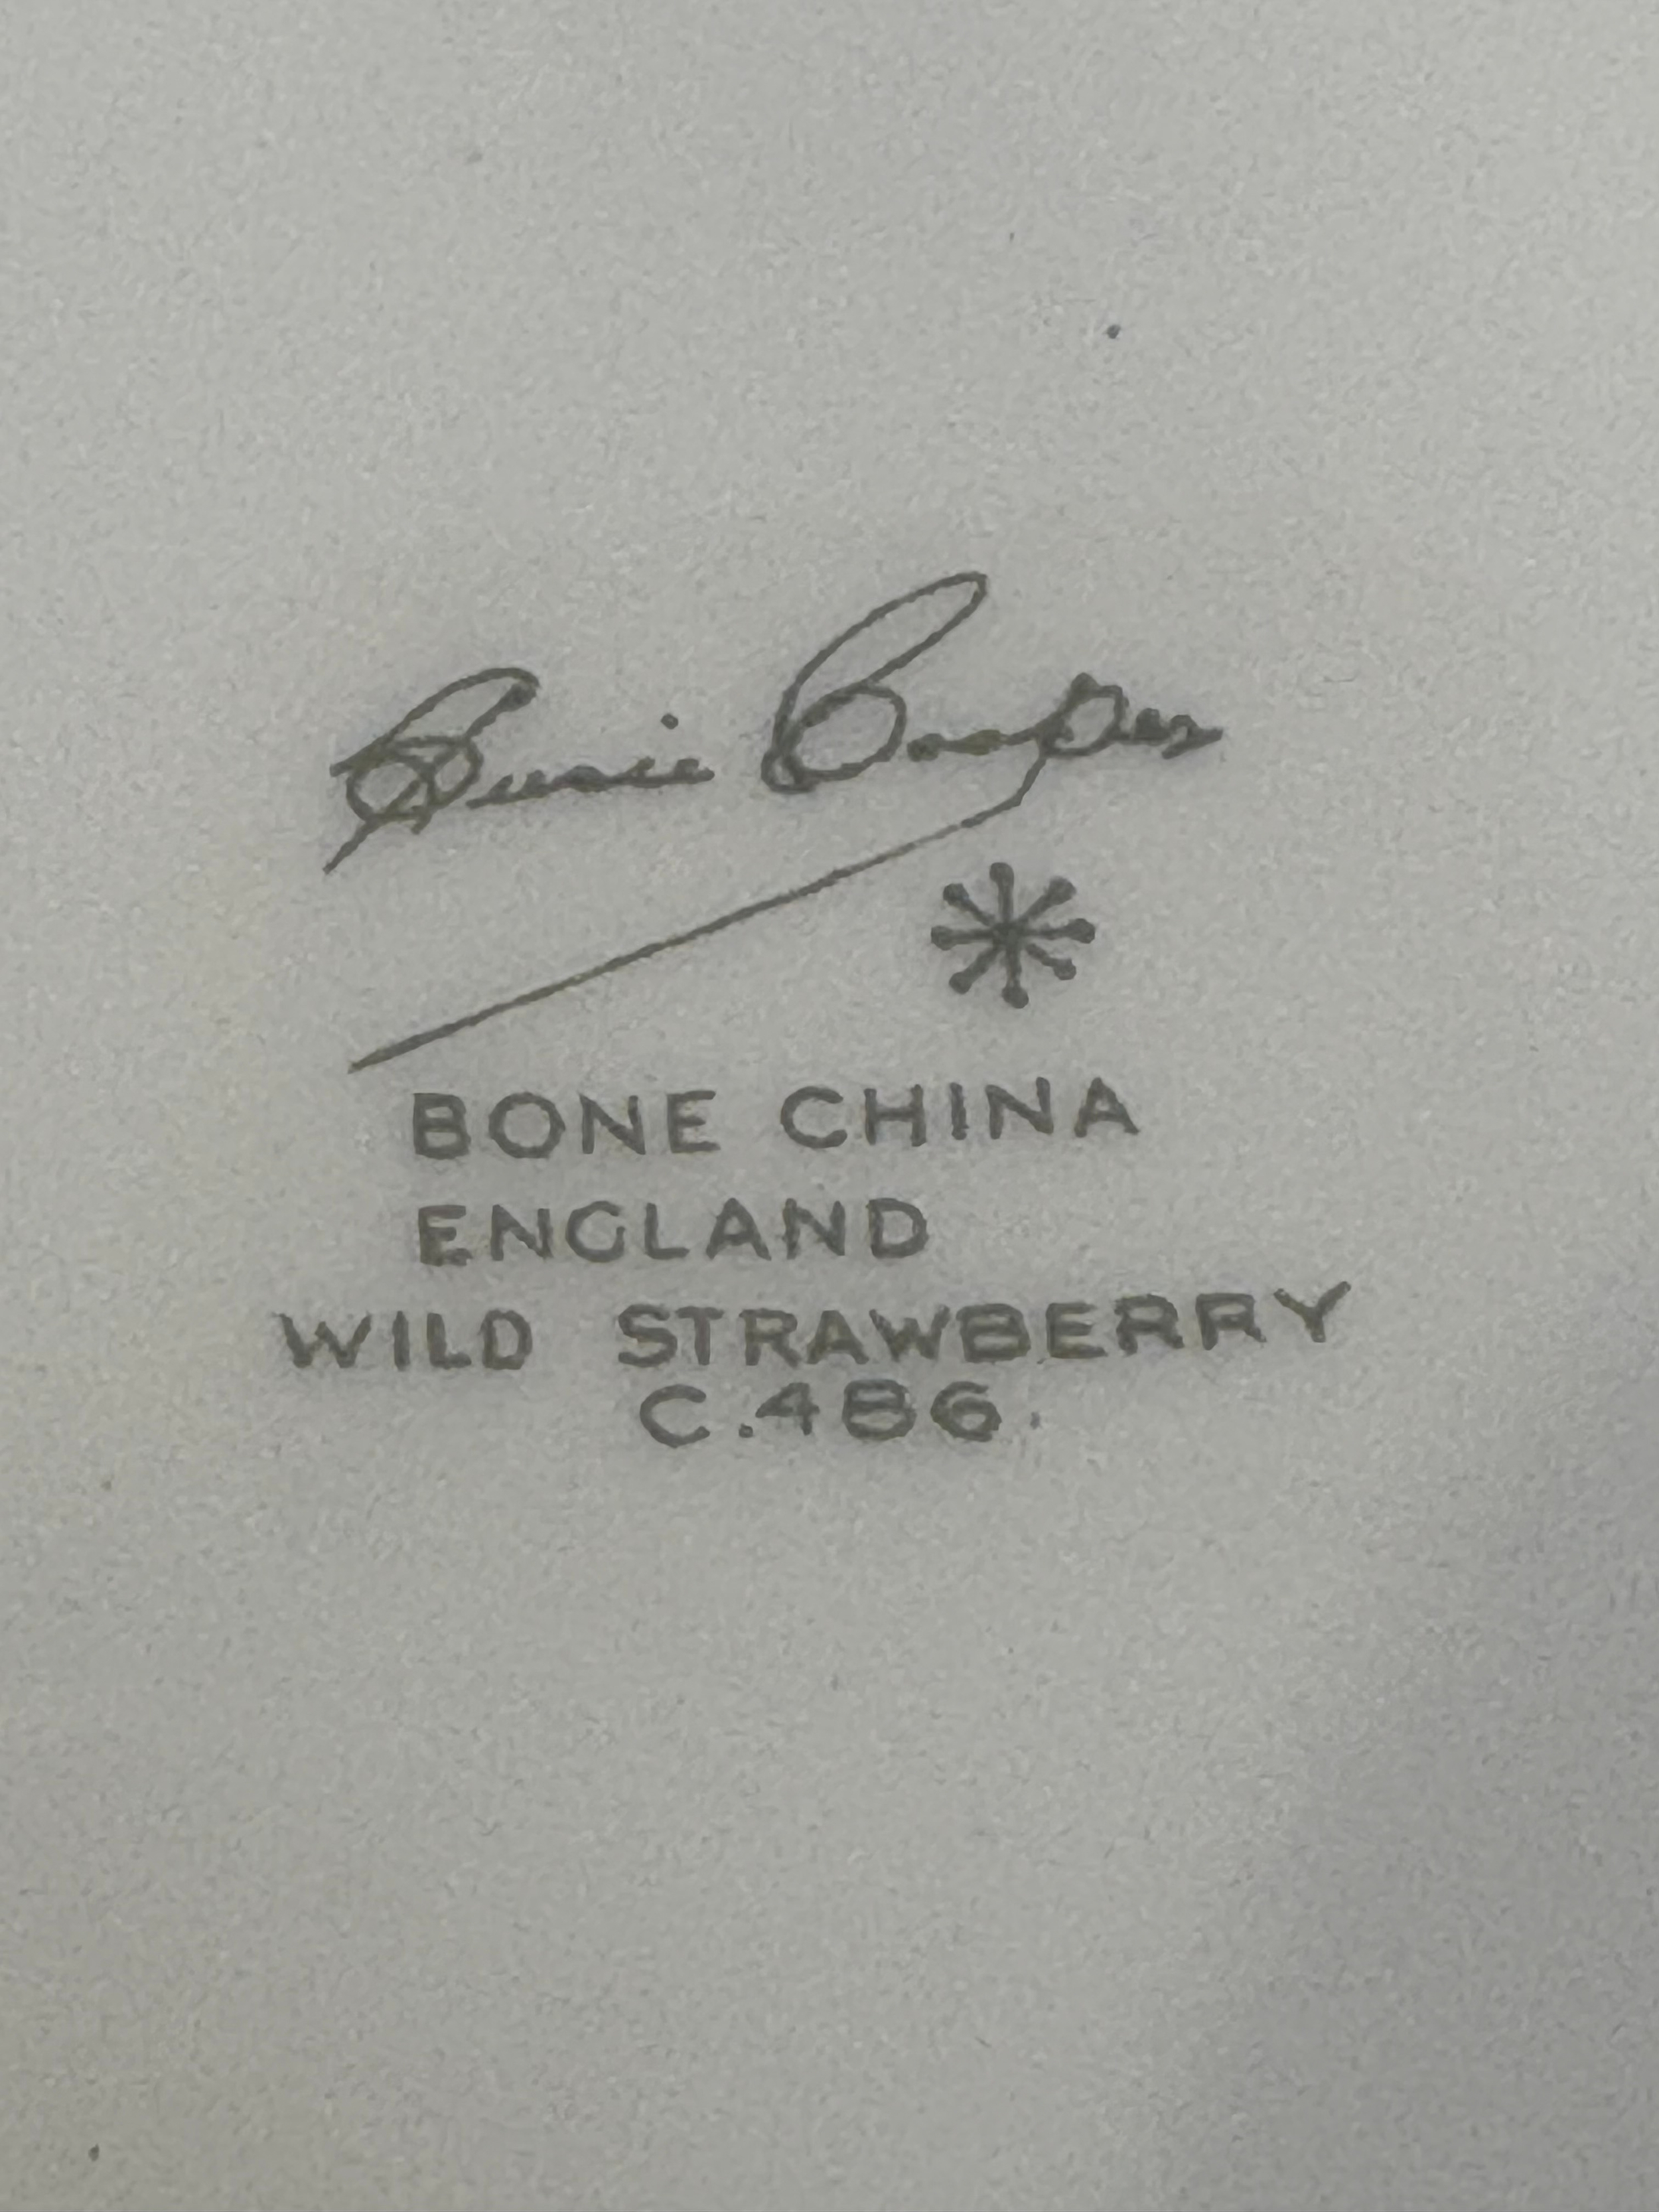 Susie Cooper
BONE CHINA
ENGLAND
WILD STRAWBERRY
C.486.